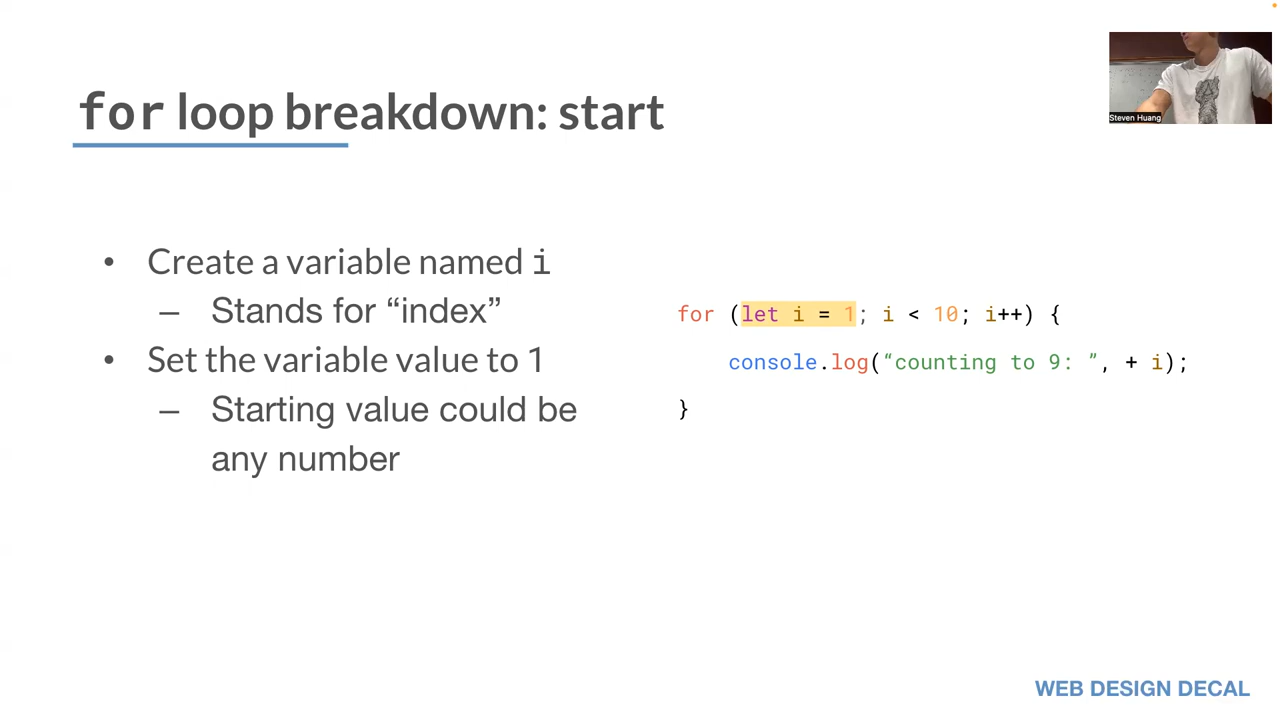 for loop breakdown: start
Steven Huang
• Create a variable named i
– Stands for “index”
• Set the variable value to 1
– Starting value could be
any number
for (let i = 1; i < 10; i++) {
console.log(“counting to 9: ”, + i);
}
WEB DESIGN DECAL